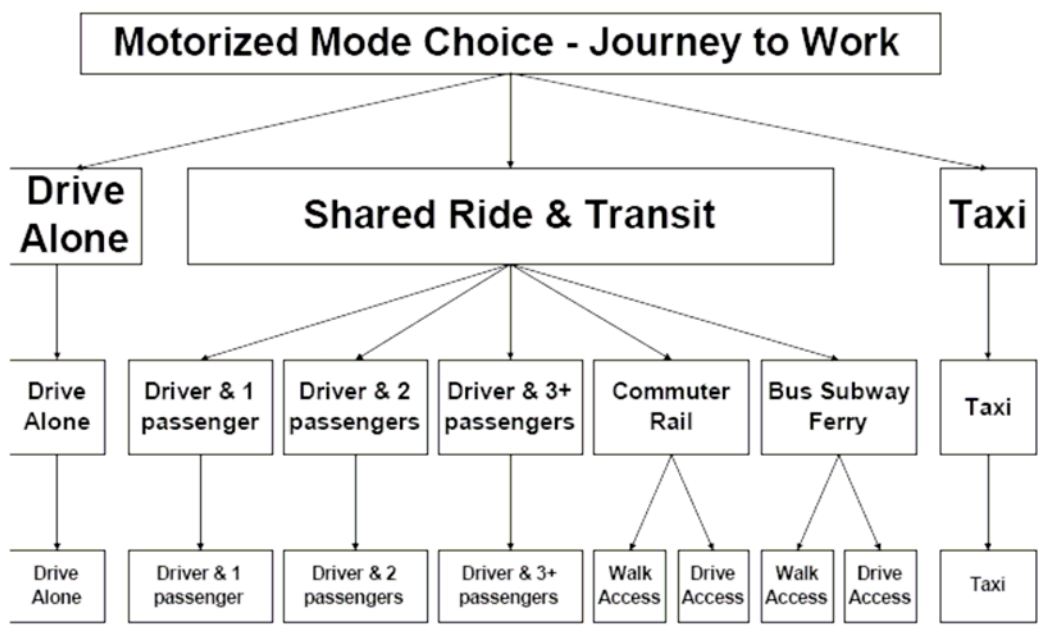 Motorized Mode Choice - Journey to Work
Drive
Alone
Shared Ride & Transit
Taxi
Drive
Alone
Driver & 1
passenger
Driver & 2
passengers
Driver & 3+
passengers
Commuter
Rail
Bus Subway
Ferry
Taxi
Drive
Alone
Driver & 1
passenger
Driver & 2
passengers
Driver & 3+
passengers
Walk
Access
Drive
Access
Walk
Access
Drive
Access
Taxi